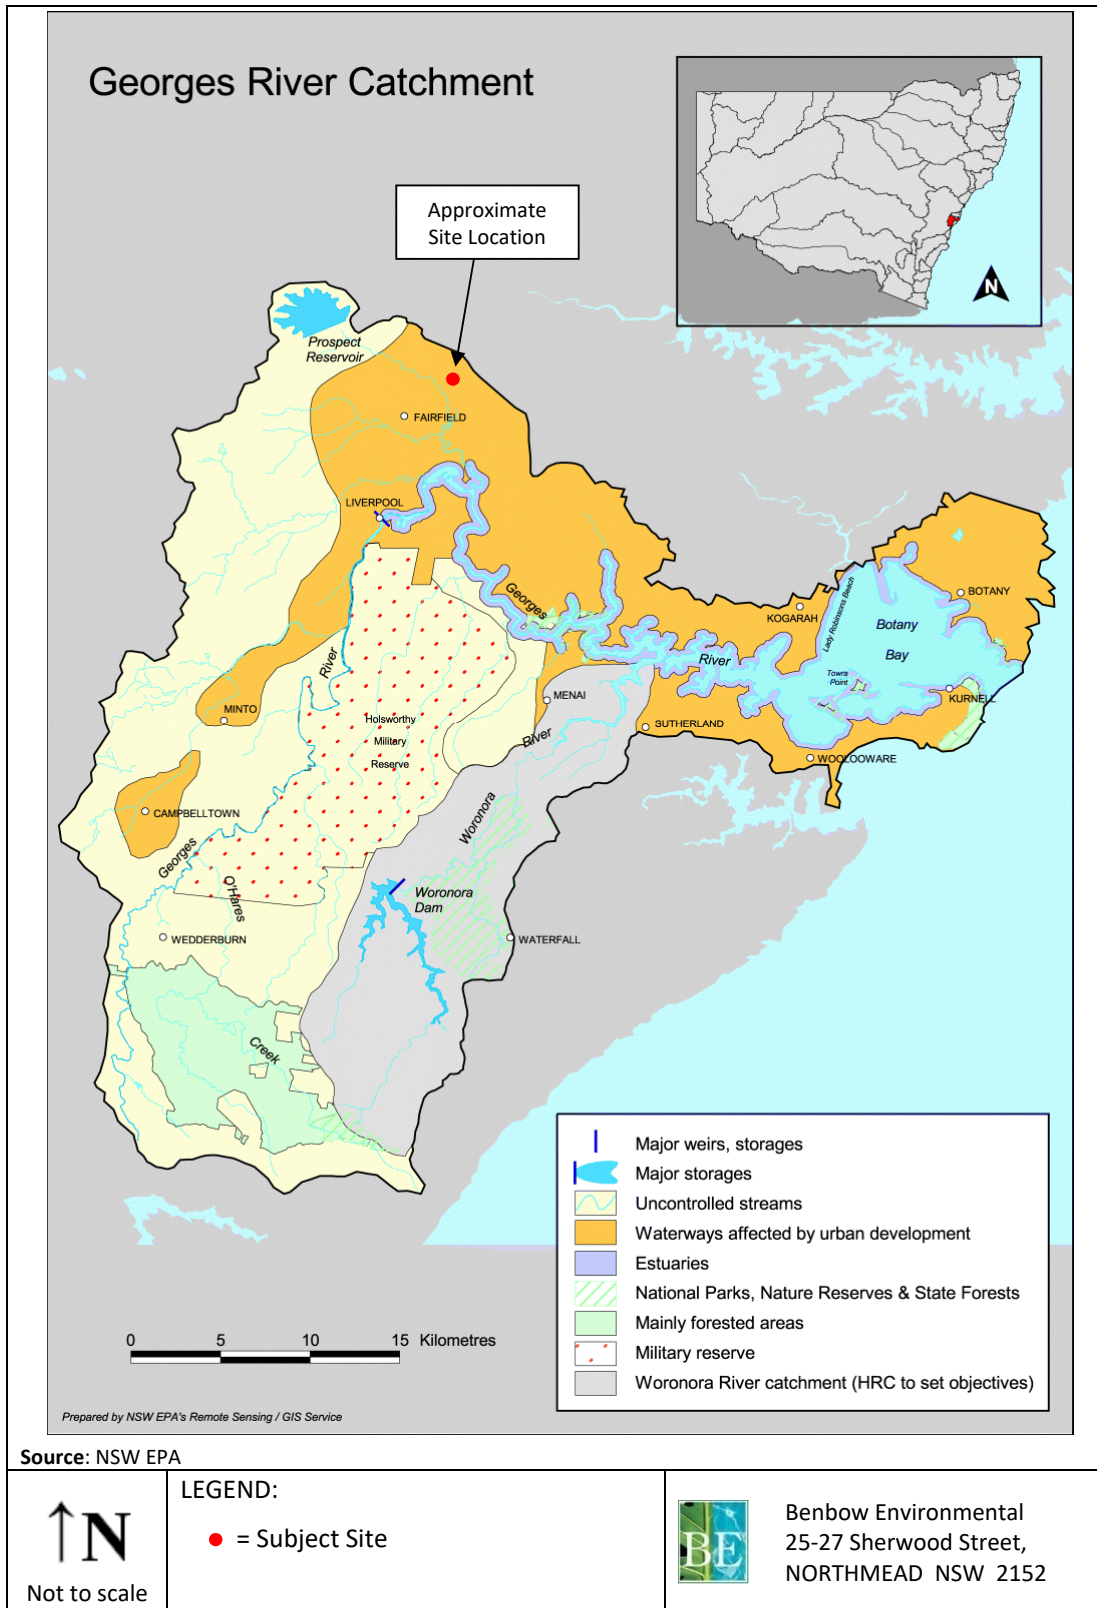 Georges River Catchment
Approximate
Site Location
N
Prospect
Reservoir
FAIRFIELD
LIVERPOOL
Georges
River
KOGARAH
Lady Robinsons Beach
BOTANY
Botany
Bay
Towra
Point
KURNELL
River
MINTO
MENAI
SUTHERLAND
WOOLOOWARE
Holsworthy
Military
Reserve
River
CAMPBELLTOWN
Georges
Woronora
O'Hares
Woronora
Dam
WEDDERBURN
WATERFALL
Creek
Major weirs, storages
Major storages
Uncontrolled streams
Waterways affected by urban development
Estuaries
National Parks, Nature Reserves & State Forests
Mainly forested areas
Military reserve
Woronora River catchment (HRC to set objectives)
0 5 10 15 Kilometres
Prepared by NSW EPA's Remote Sensing / GIS Service
Source: NSW EPA
N
Not to scale
LEGEND:
= Subject Site
BE
Benbow Environmental
25-27 Sherwood Street,
NORTHMEAD NSW 2152